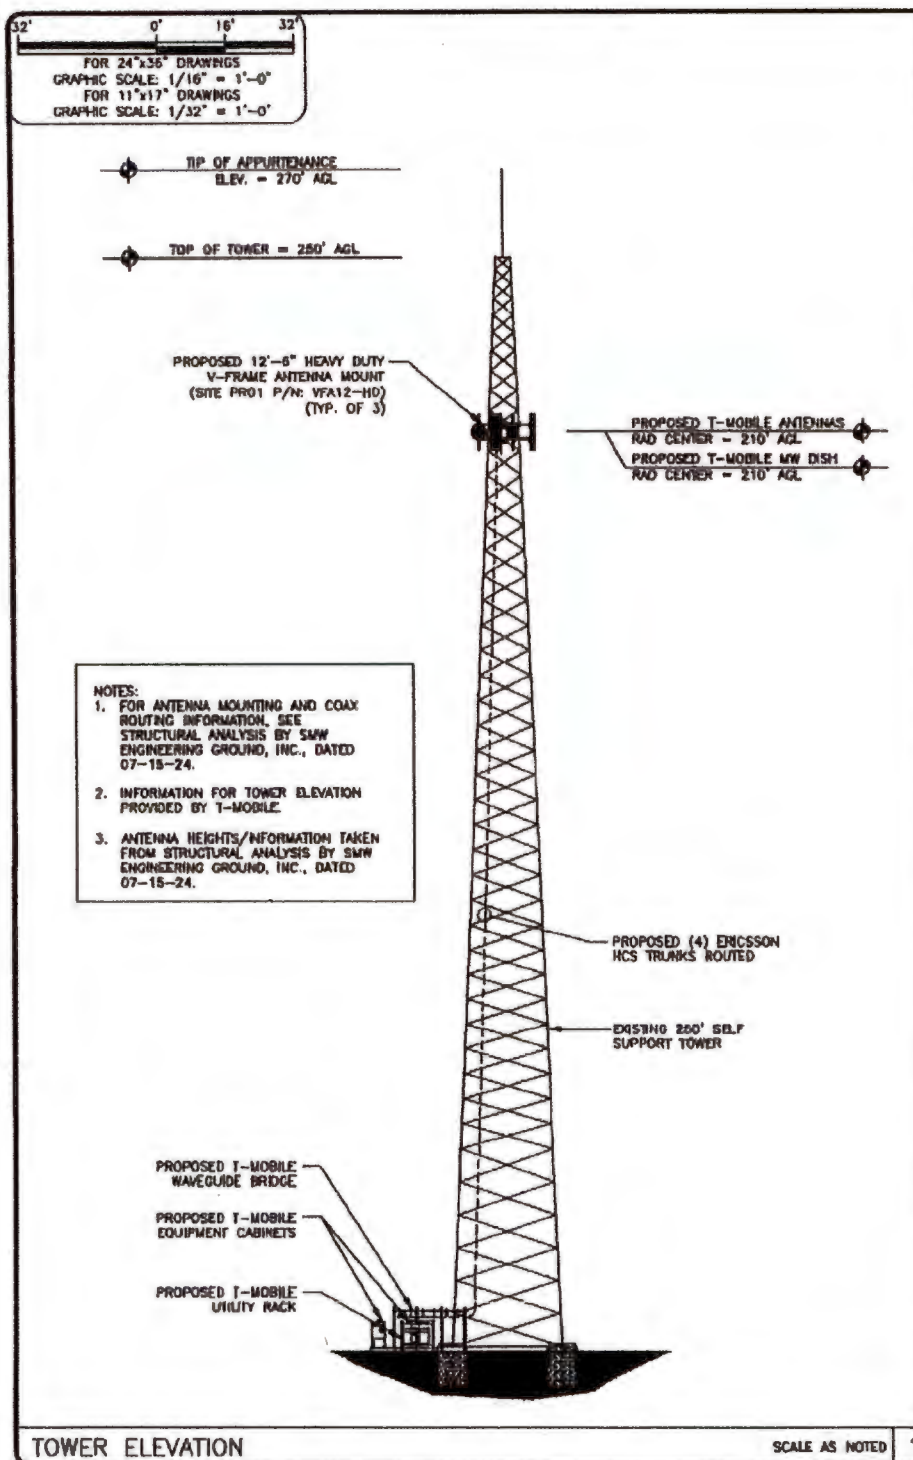 32' 0' 16' 32'
FOR 24"x36" DRAWINGS
GRAPHIC SCALE: 1/16" = 1'-0"
FOR 11"x17" DRAWINGS
GRAPHIC SCALE: 1/32" = 1'-0"
TIP OF APPURTENANCE
ELEV. = 270' AGL
TOP OF TOWER = 250' AGL
PROPOSED 12'-6" HEAVY DUTY
V-FRAME ANTENNA MOUNT
(SITE PRO1 P/N: VFA12-HD)
(TYP. OF 3)
PROPOSED T-MOBILE ANTENNAS
RAD CENTER = 210' AGL
PROPOSED T-MOBILE MW DISH
RAD CENTER = 210' AGL
NOTES:
1. FOR ANTENNA MOUNTING AND COAX
ROUTING INFORMATION, SEE
STRUCTURAL ANALYSIS BY SMW
ENGINEERING GROUND, INC., DATED
07-15-24.
2. INFORMATION FOR TOWER ELEVATION
PROVIDED BY T-MOBILE
3. ANTENNA HEIGHTS/INFORMATION TAKEN
FROM STRUCTURAL ANALYSIS BY SMW
ENGINEERING GROUND, INC., DATED
07-15-24.
PROPOSED (4) ERICSSON
HCS TRUNKS ROUTED
EXISTING 250' SELF
SUPPORT TOWER
PROPOSED T-MOBILE
WAVEGUIDE BRIDGE
PROPOSED T-MOBILE
EQUIPMENT CABINETS
PROPOSED T-MOBILE
UTILITY RACK
TOWER ELEVATION
SCALE AS NOTED